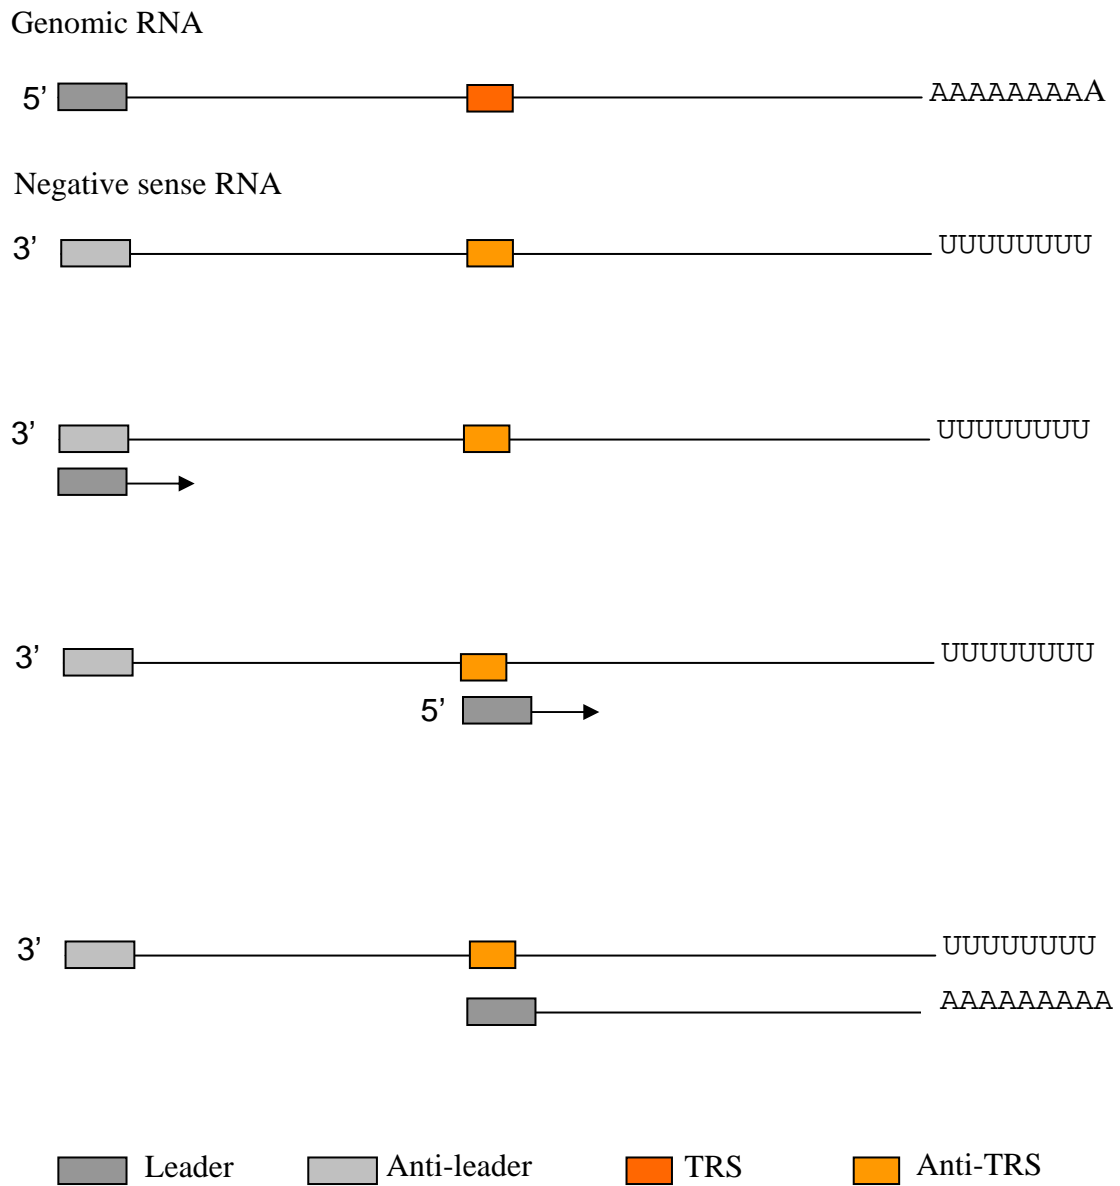 Genomic RNA
5’ AAAAAAAAA
Negative sense RNA
3’ UUUUUUUU
3’ UUUUUUUU
3’ UUUUUUUU
5’
3’ UUUUUUUU
AAAAAAAAA
Leader Anti-leader TRS Anti-TRS